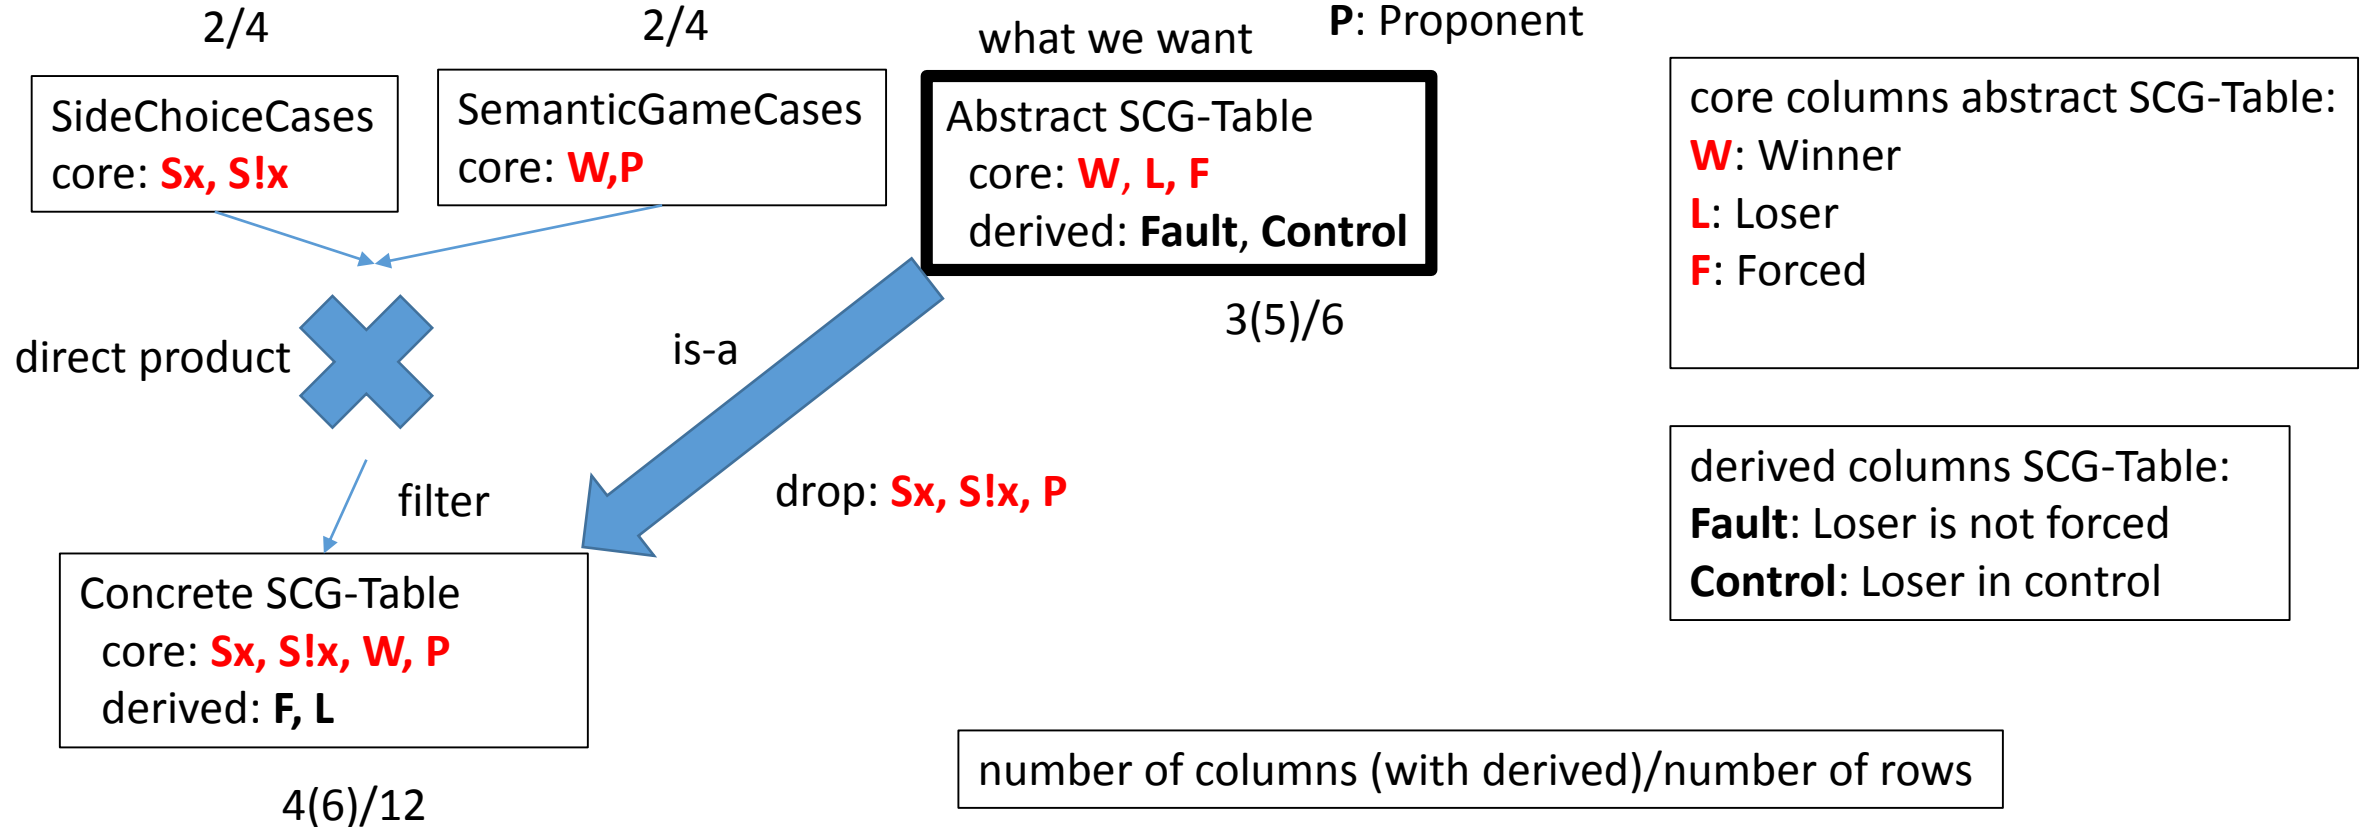 2/4
2/4
what we want
P: Proponent
SideChoiceCases
core: Sx, S!x
SemanticGameCases
core: W,P
Abstract SCG-Table
core: W, L, F
derived: Fault, Control
3(5)/6
core columns abstract SCG-Table:
W: Winner
L: Loser
F: Forced
direct product
is-a
filter
drop: Sx, S!x, P
derived columns SCG-Table:
Fault: Loser is not forced
Control: Loser in control
Concrete SCG-Table
core: Sx, S!x, W, P
derived: F, L
4(6)/12
number of columns (with derived)/number of rows